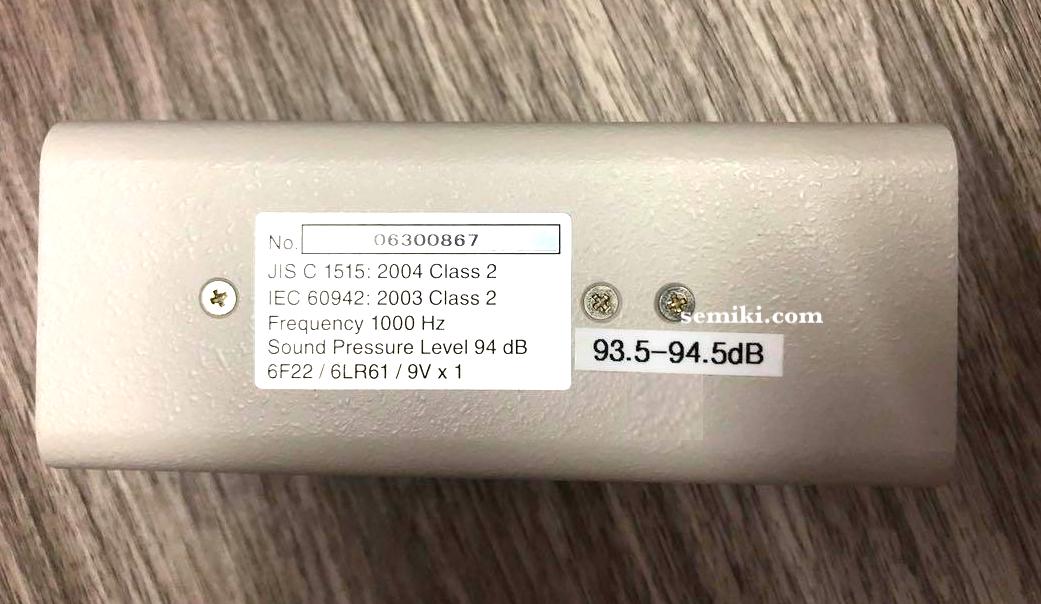 No. 06300867
JIS C 1515: 2004 Class 2
IEC 60942: 2003 Class 2
Frequency 1000 Hz
Sound Pressure Level 94 dB
6F22 / 6LR61 / 9V x 1
semiki.com
93.5-94.5dB